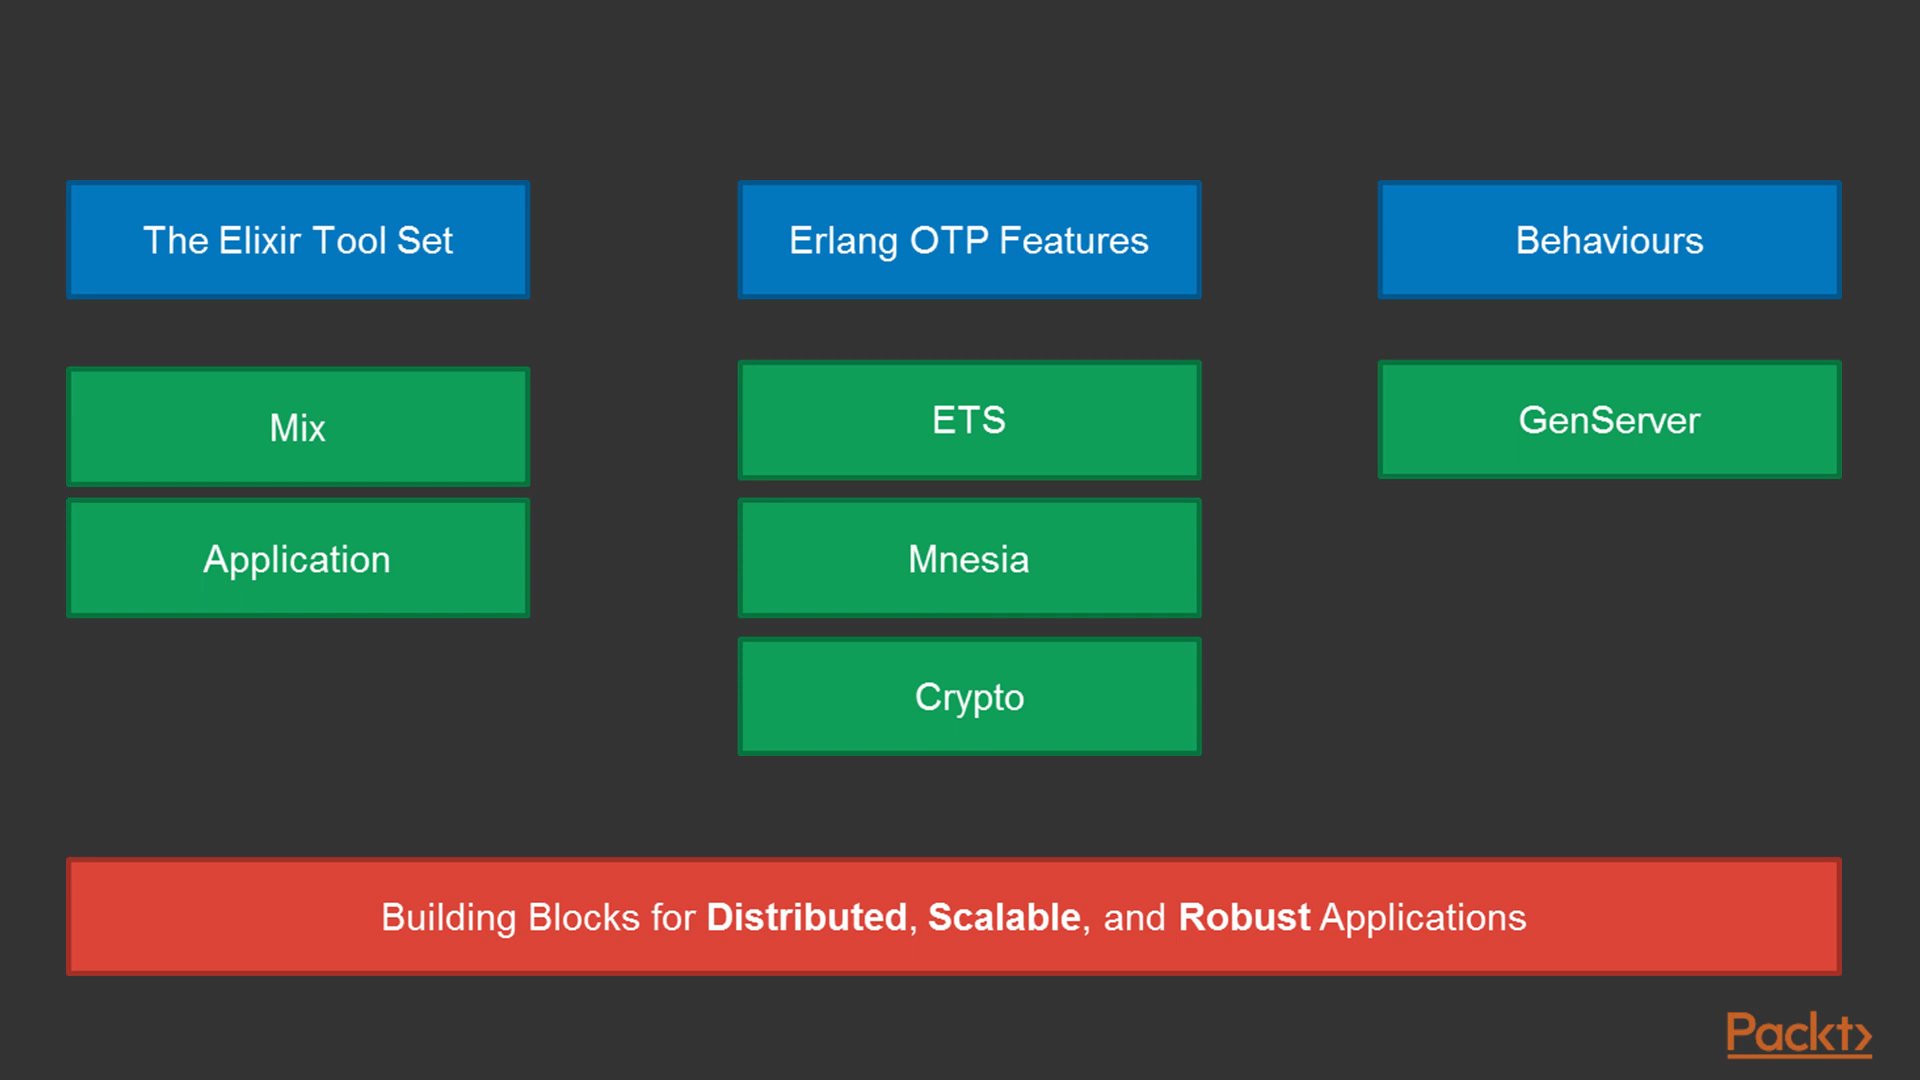 The Elixir Tool Set
Mix
Application
Erlang OTP Features
ETS
Mnesia
Crypto
Behaviours
GenServer
Building Blocks for Distributed, Scalable, and Robust Applications
Packt